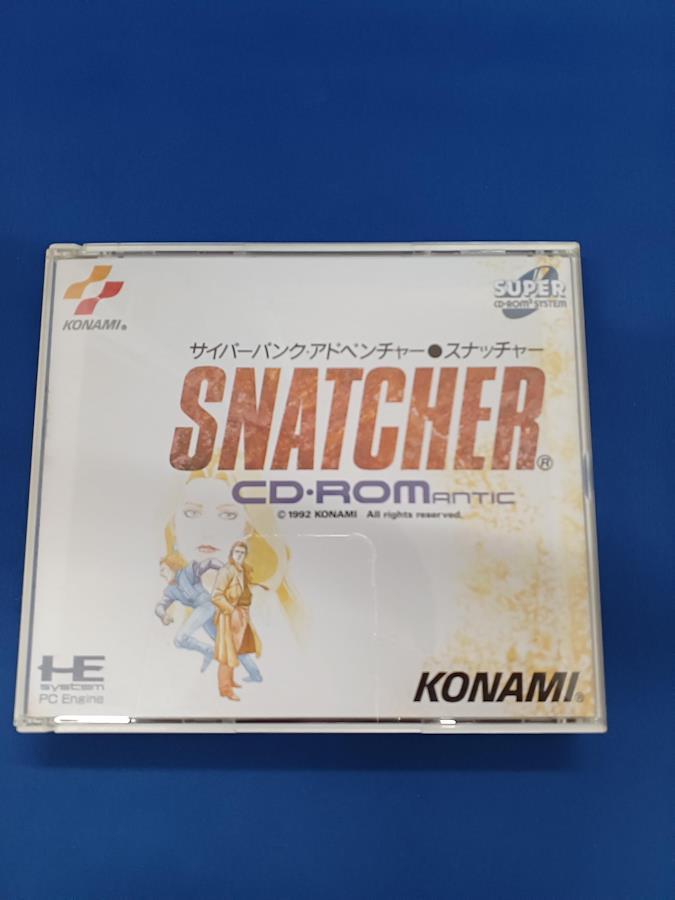 KONAMI®
SUPER
CD-ROM² SYSTEM
サイバーパンク・アドベンチャー●スナッチャー
SNATCHER®
CD・ROMANTIC
©1992 KONAMI All rights reserved.
HE
system
PC Engine
KONAMI®